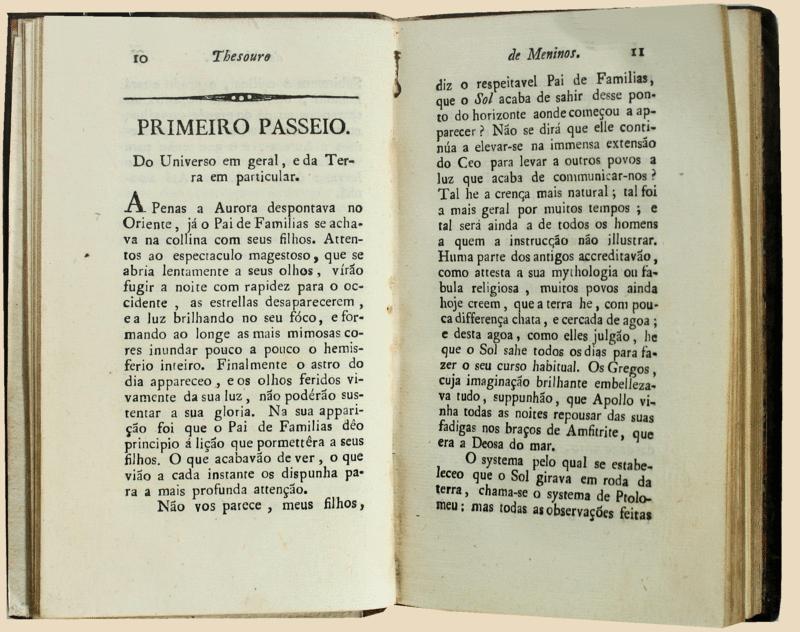 10 Thesouro
PRIMEIRO PASSEIO.
Do Universo em geral, e da Ter-
ra em particular.
A Penas a Aurora despontava no
Oriente, já o Pai de Familias se acha-
va na collina com seus filhos. Atten-
tos ao espectaculo magestoso, que se
abria lentamente a seus olhos, vírão
fugir a noite com rapidez para o oc-
cidente, as estrellas desaparecerem,
e a luz brilhando no seu fóco, e for-
mando ao longe as mais mimosas co-
res inundar pouco a pouco o hemis-
ferio inteiro. Finalmente o astro do
dia appareceo, e os olhos feridos vi-
vamente da sua luz, não podérão sus-
tentar a sua gloria. Na sua appari-
ção foi que o Pai de Familias dêo
principio á lição que pormettêra a seus
filhos. O que acabavão de ver, o que
vião a cada instante os dispunha pa-
ra a mais profunda attenção.
Não vos parece, meus filhos,
de Meninos. 11
diz o respeitavel Pai de Familias,
que o Sol acaba de sahir desse pon-
to do horizonte aonde começou a ap-
parecer? Não se dirá que elle conti-
núa a elevar-se na immensa extensão
do Ceo para levar a outros povos a
luz que acaba de communicar-nos?
Tal he a crença mais natural; tal foi
a mais geral por muitos tempos; e
tal será ainda a de todos os homens
a quem a instrucção não illustrar.
Huma parte dos antigos accreditavão,
como attesta a sua mythologia ou fa-
bula religiosa, muitos povos ainda
hoje creem, que a terra he, com pou-
ca differença chata, e cercada de agoa;
e desta agoa, como elles julgão, he
que o Sol sahe todos os dias para fa-
zer o seu curso habitual. Os Gregos,
cuja imaginação brilhante embelleza-
va tudo, suppunhão, que Apollo vi-
nha todas as noites repousar das suas
fadigas nos braços de Amfitrite, que
era a Deosa do mar.
O systema pelo qual se estabe-
leceo que o Sol girava em roda da
terra, chama-se o systema de Ptolo-
meu; mas todas as observações feitas